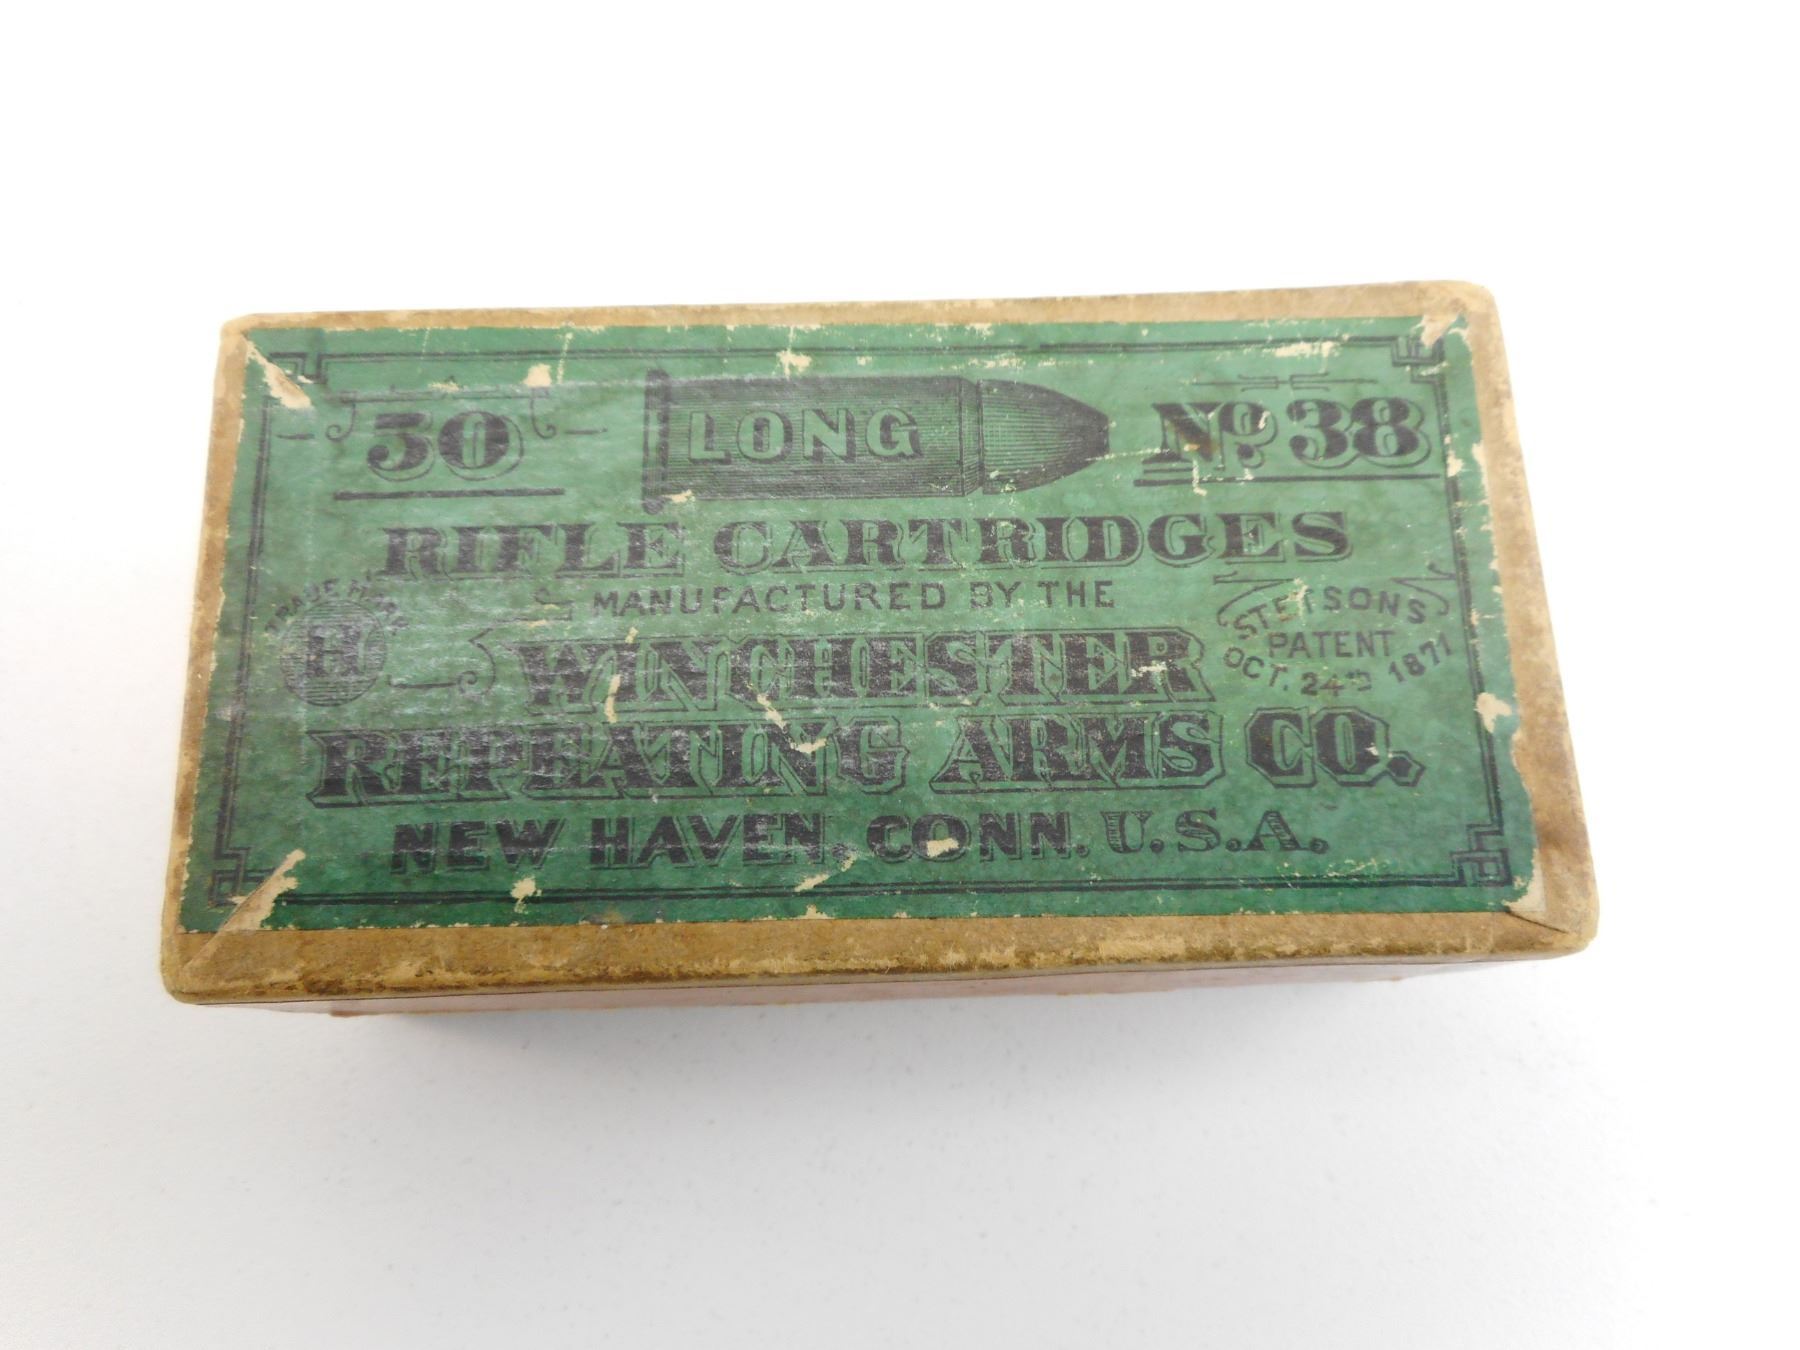 50 LONG No. 38
RIFLE CARTRIDGES
MANUFACTURED BY THE
TRADE MARK
H
WINCHESTER
STETSONS
PATENT
OCT. 24TH 1871
REPEATING ARMS CO.
NEW HAVEN, CONN. U.S.A.